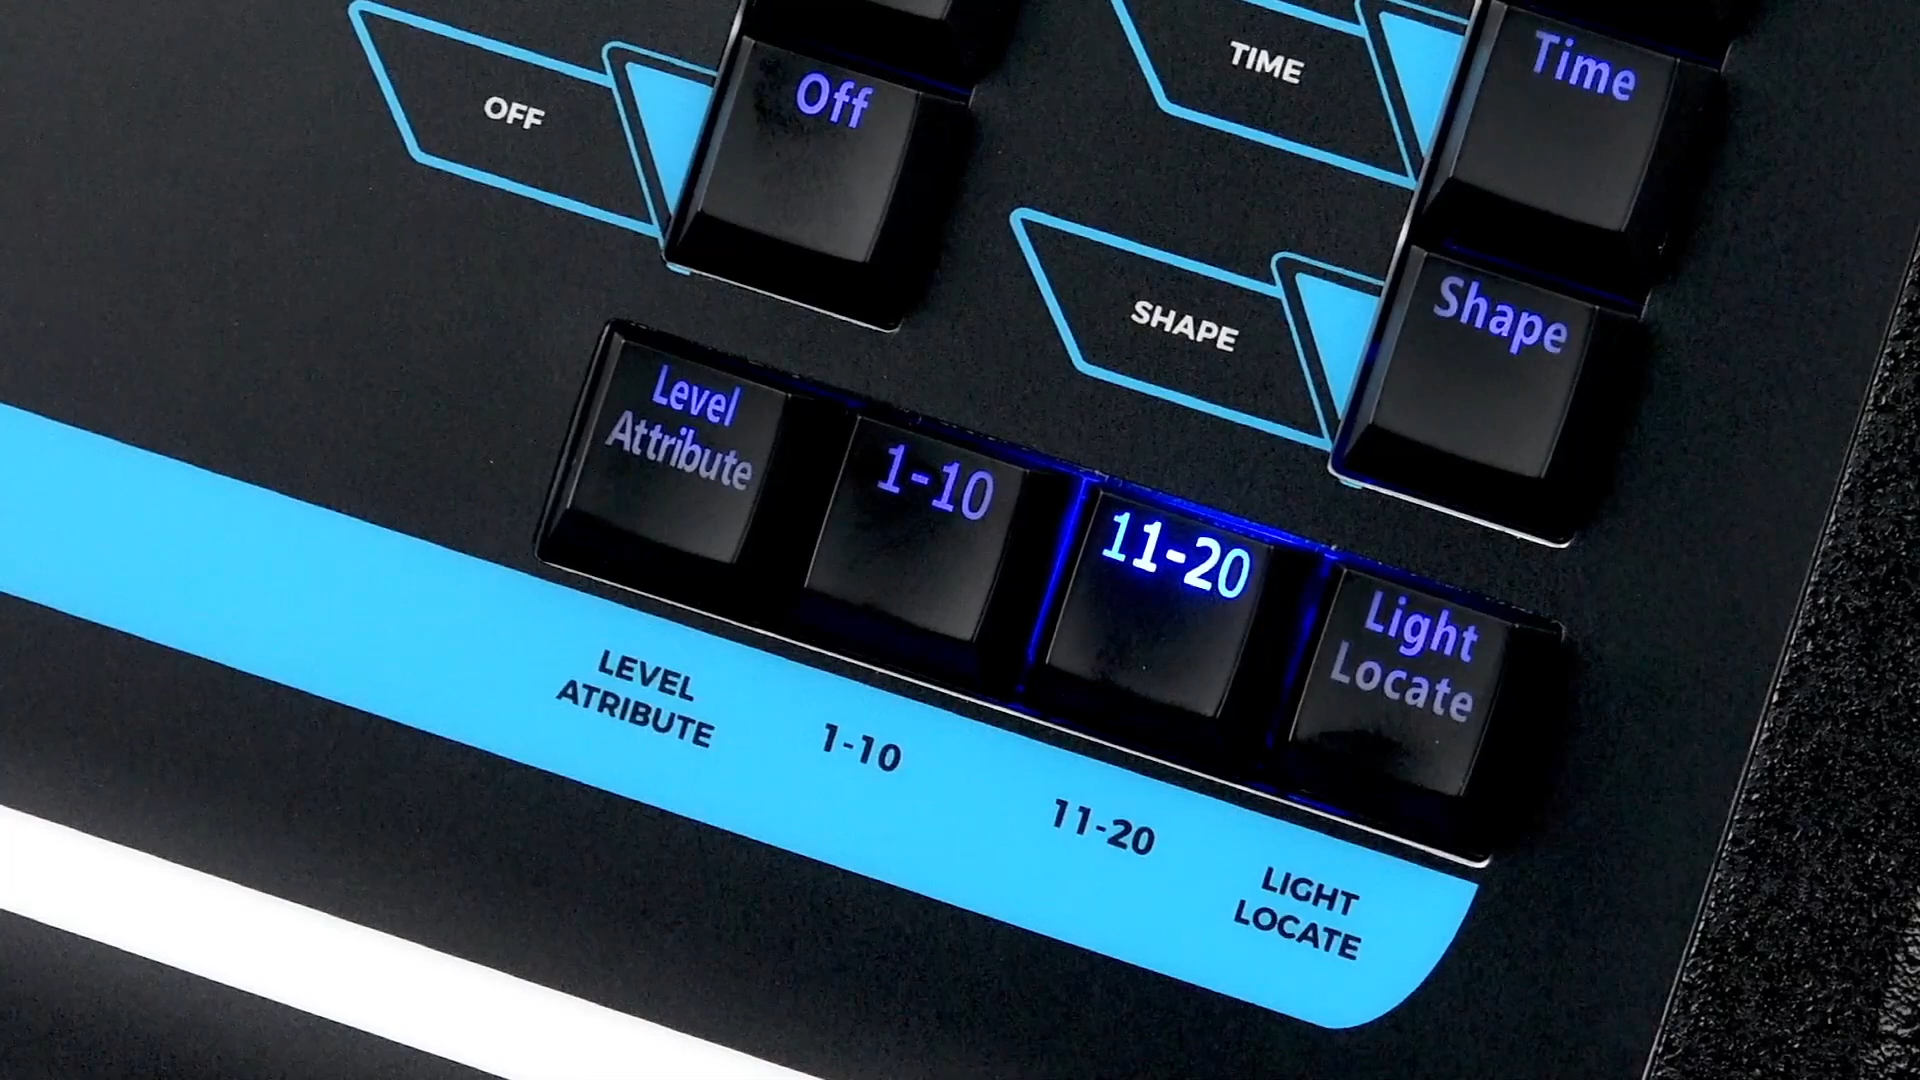 OFF
Off
TIME
Time
SHAPE
Shape
Level
Attribute
1-10
11-20
Light
Locate
LEVEL
ATRIBUTE
1-10
11-20
LIGHT
LOCATE